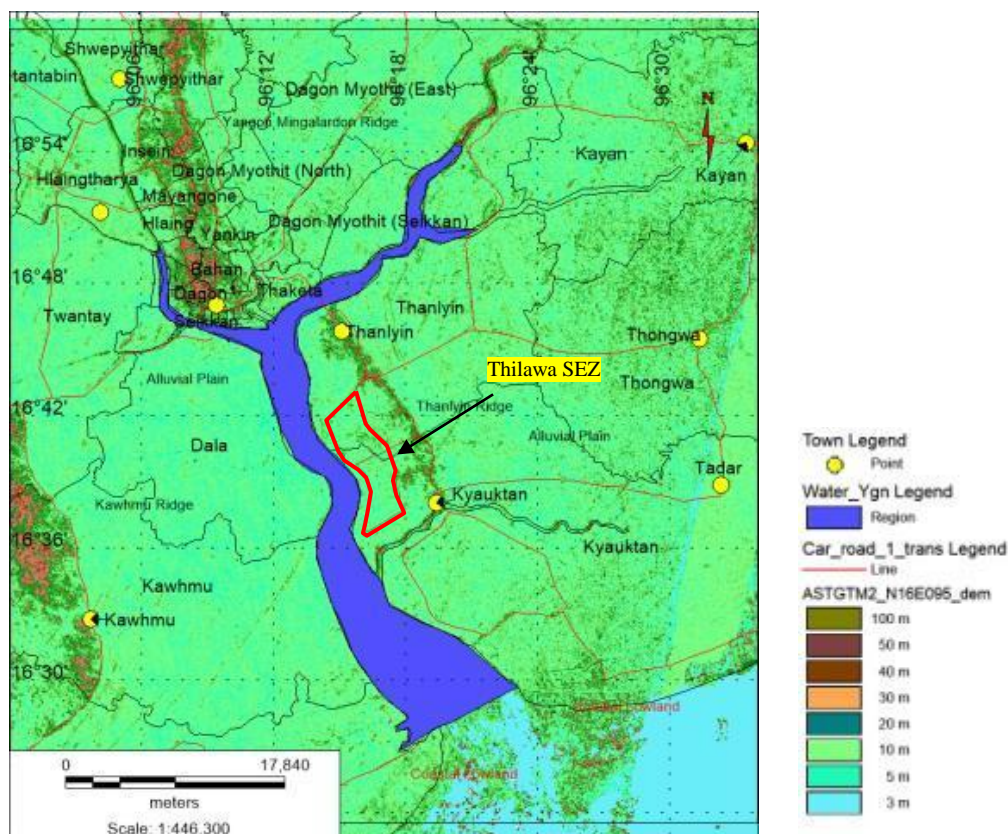 Shwepyithar
tantabin
Shwepyithar
96°06'
96°12'
96°18'
96°24'
96°30'
N
Dagon Myothit (East)
Yangon Mingalardon Ridge
16°54'
Insein
Kayan
Kayan
Hlaingtharya
Dagon Myothit (North)
Mayangone
Hlaing
Dagon Myothit (Seikkan)
Yankin
Bahan
16°48'
Dagon
Thaketa
Thanlyin
Twantay
Seikkan
Thanlyin
Thongwa
Thilawa SEZ
Alluvial Plain
Thongwa
16°42'
Thanlyin Ridge
Dala
Alluvial Plain
Tadar
Kawhmu Ridge
Kyauktan
16°36'
Kyauktan
Kawhmu
Kawhmu
16°30'
Lowland
Coastal Lowland
0
17,840
meters
Scale: 1:446,300
Town Legend
Point
Water_Ygn Legend
Region
Car_road_1_trans Legend
Line
ASTGTM2_N16E095_dem
100 m
50 m
40 m
30 m
20 m
10 m
5 m
3 m